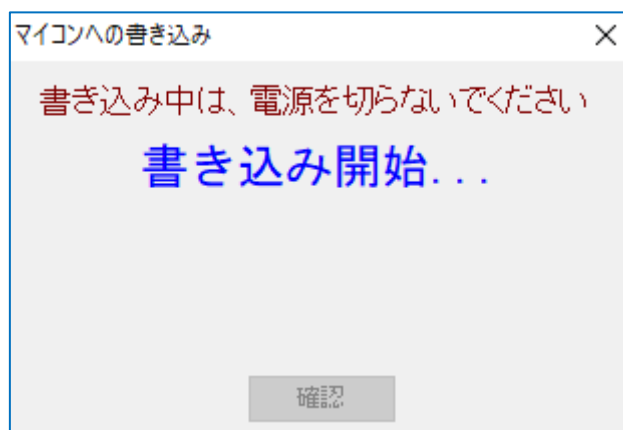 マイコンへの書き込み
書き込み中は、電源を切らないでください
書き込み開始...
確認